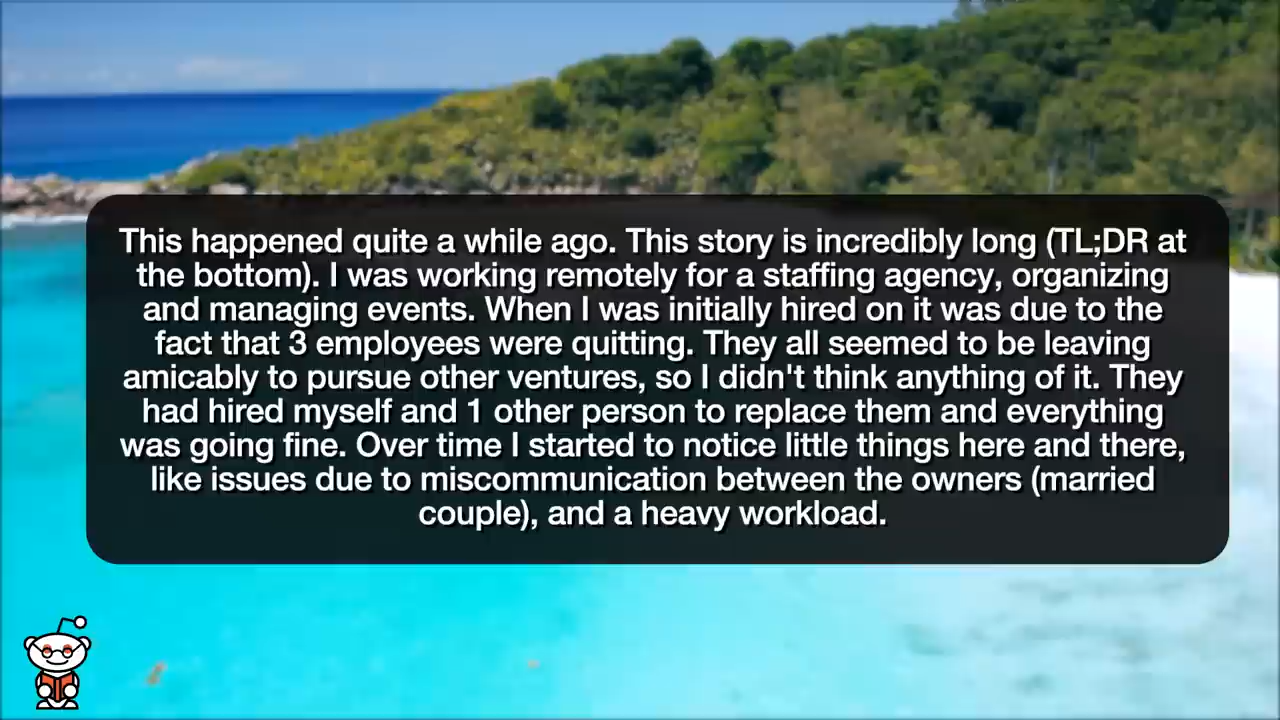 This happened quite a while ago. This story is incredibly long (TL;DR at
the bottom). I was working remotely for a staffing agency, organizing
and managing events. When I was initially hired on it was due to the
fact that 3 employees were quitting. They all seemed to be leaving
amicably to pursue other ventures, so I didn't think anything of it. They
had hired myself and 1 other person to replace them and everything
was going fine. Over time I started to notice little things here and there,
like issues due to miscommunication between the owners (married
couple), and a heavy workload.